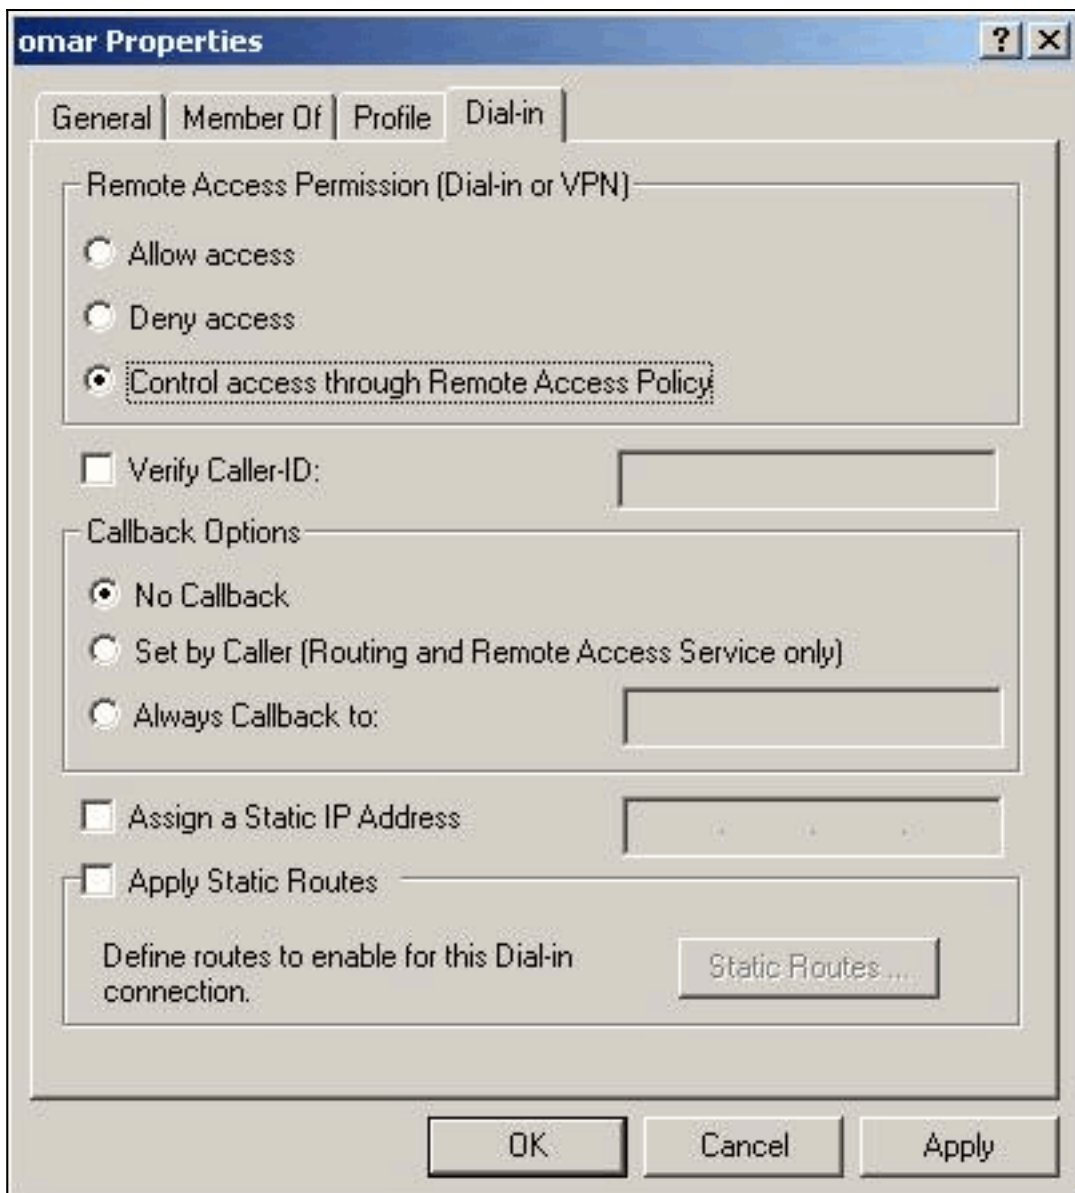 omar Properties
General Member Of Profile Dial-in
Remote Access Permission (Dial-in or VPN)
Allow access
Deny access
Control access through Remote Access Policy
Verify Caller-ID:
Callback Options
No Callback
Set by Caller (Routing and Remote Access Service only)
Always Callback to:
Assign a Static IP Address
Apply Static Routes
Define routes to enable for this Dial-in
connection.
Static Routes ...
OK Cancel Apply